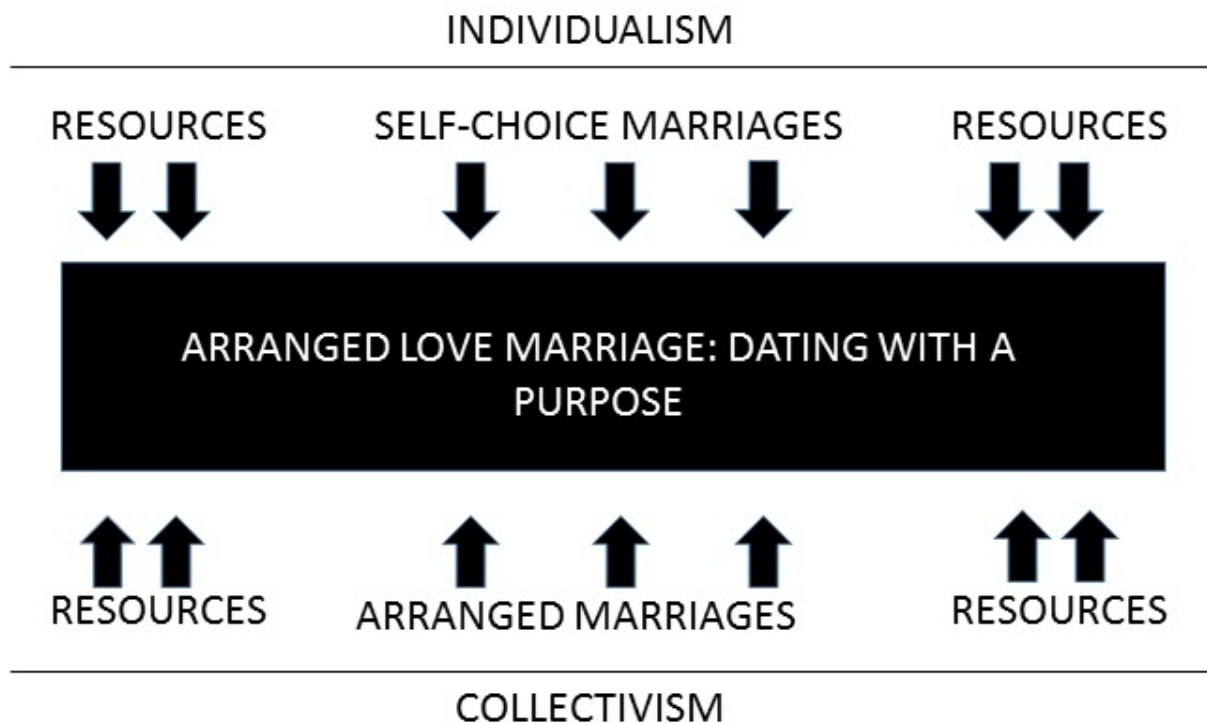 INDIVIDUALISM
RESOURCES SELF-CHOICE MARRIAGES RESOURCES
ARRANGED LOVE MARRIAGE: DATING WITH A
PURPOSE
RESOURCES ARRANGED MARRIAGES RESOURCES
COLLECTIVISM